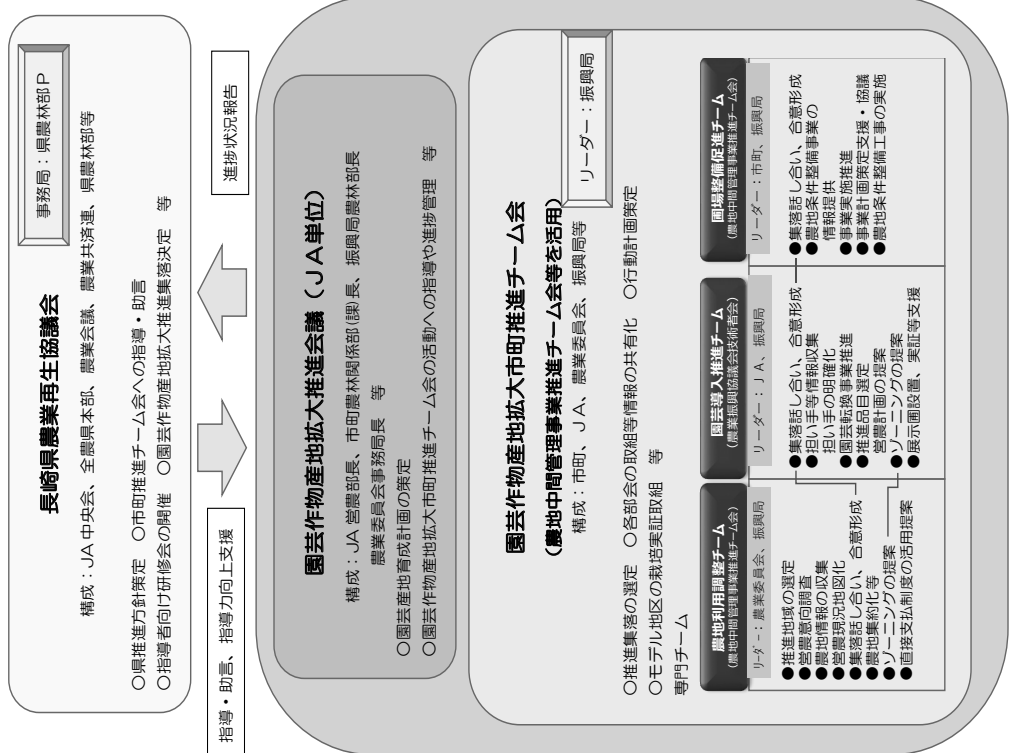 長崎県農業再生協議会
事務局：県農林部P
構成：JA中央会、全農県本部、農業会議、農業共済連、県農林部等
○県推進方針策定　○市町推進チーム会への指導・助言
○指導者向け研修会の開催　○園芸作物産地拡大推進集落決定　等
指導・助言、指導力向上支援
進捗状況報告
園芸作物産地拡大推進会議（JA単位）
構成：JA営農部長、市町農林関係部(課)長、振興局農林部長
農業委員会事務局長　等
○園芸産地育成計画の策定
○園芸作物産地拡大市町推進チーム会の活動への指導や進捗管理　等
園芸作物産地拡大市町推進チーム会
（農地中間管理事業推進チーム会等を活用）
リーダー：振興局
構成：市町、JA、農業委員会、振興局等
○推進集落の選定　○各部会の取組等情報の共有化　○行動計画策定
○モデル地区の栽培実証取組　等
専門チーム
農地利用調整チーム
（農地中間管理事業推進チーム会）
ﾘｰﾀﾞｰ：農業委員会、振興局
●推進地域の選定
●営農意向調査
●農地情報の収集
●営農現況地図化
●集落話し合い、合意形成
●農地集約化等
●ゾーニングの提案
●直接支払制度の活用提案
園芸導入推進チーム
（農業振興協議会技術者会）
リーダー：JA、振興局
●集落話し合い、合意形成
●担い手等情報収集
担い手の明確化
●園芸転換事業推進
●推進品目選定
営農計画の提案
●ゾーニングの提案
●展示圃設置、実証等支援
圃場整備促進チーム
（農地中間管理事業推進チーム会）
リーダー：市町、振興局
●集落話し合い、合意形成
●農地条件整備事業の
情報提供
●事業実施推進
●事業計画策定支援・協議
●農地条件整備工事の実施